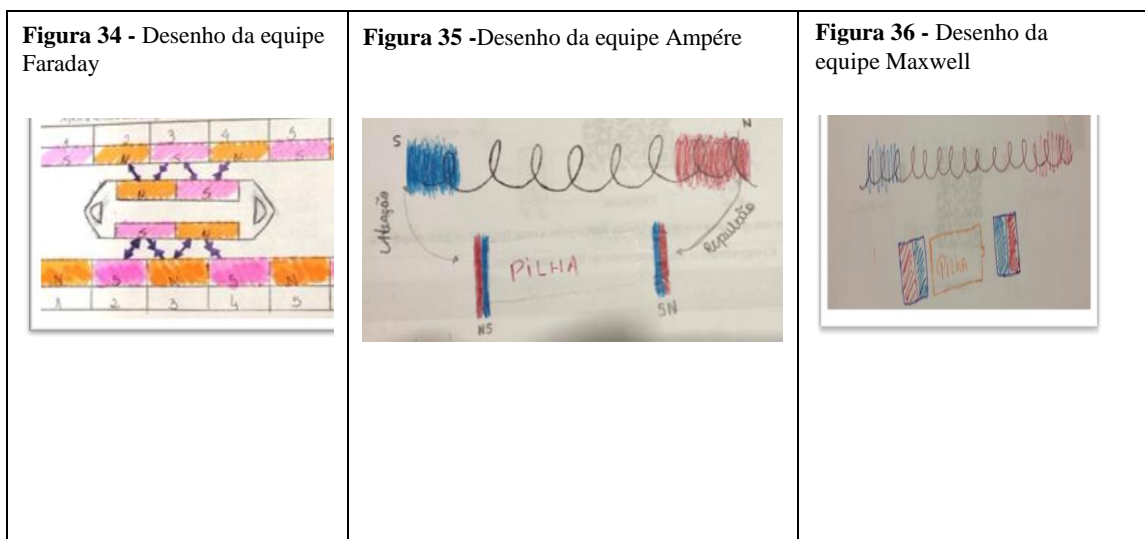 Figura 34 - Desenho da equipe
Faraday
1 2 3 4 5
S N S N S
N S
S N
N S N S N
1 2 3 4 5
Figura 35 -Desenho da equipe Ampére
S
N
Atração
repulsão
PILHA
NS
SN
Figura 36 - Desenho da
equipe Maxwell
PilhA